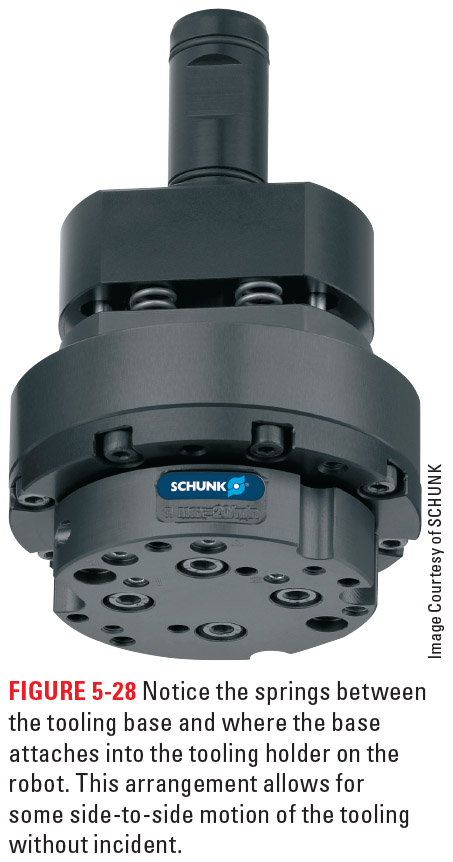 SCHUNK
Image Courtesy of SCHUNK
FIGURE 5-28 Notice the springs between
the tooling base and where the base
attaches into the tooling holder on the
robot. This arrangement allows for
some side-to-side motion of the tooling
without incident.